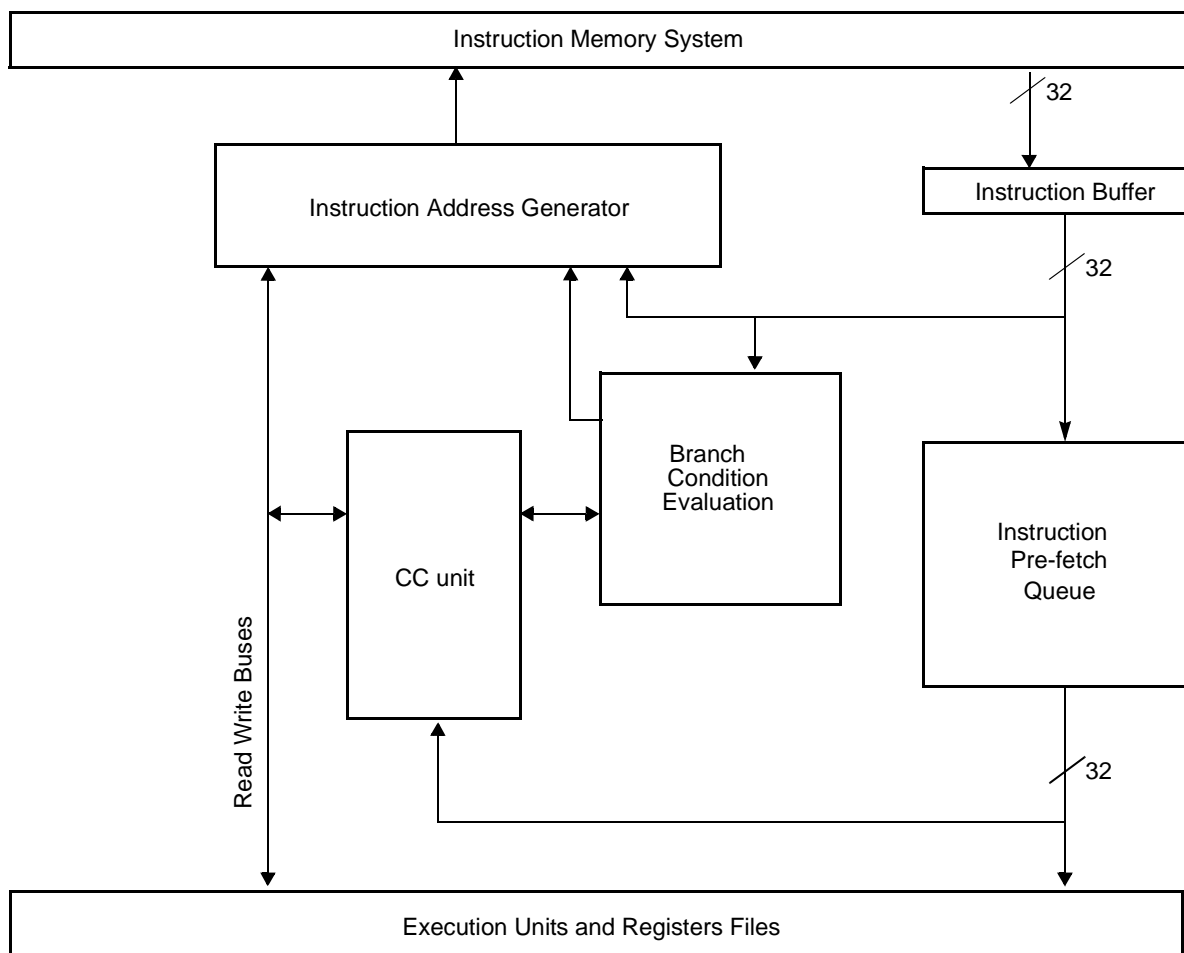 Instruction Memory System
32
Instruction Address Generator
Instruction Buffer
32
Branch
Condition
Evaluation
CC unit
Instruction
Pre-fetch
Queue
Read Write Buses
32
Execution Units and Registers Files